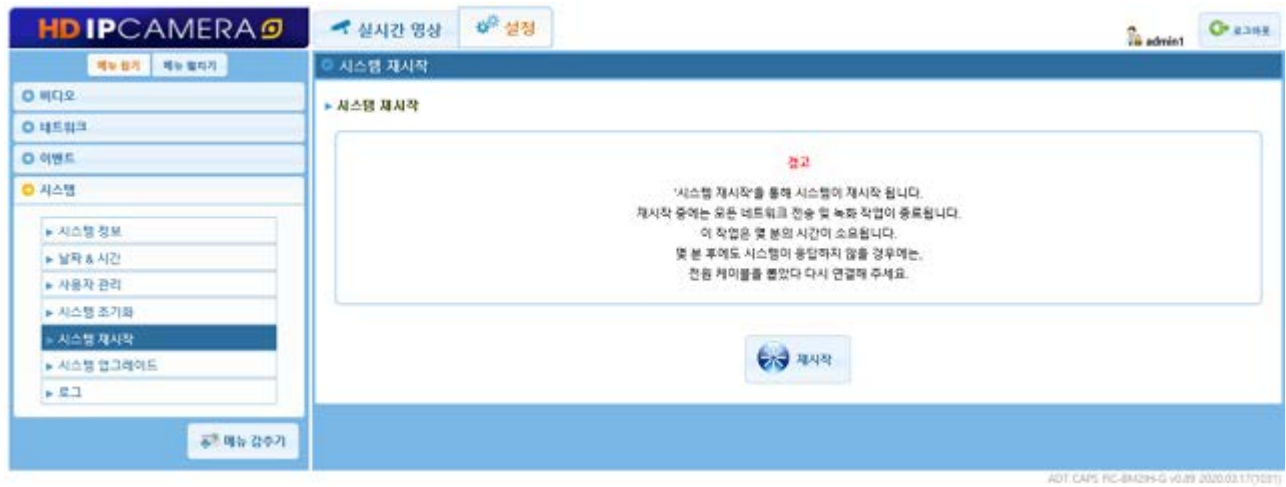 HD IPCAMERA
실시간 영상
설정
admin1
로그아웃
메뉴 접기 메뉴 펼치기
시스템 재시작
비디오
네트워크
이벤트
시스템
시스템 정보
날짜 & 시간
사용자 관리
시스템 초기화
시스템 재시작
시스템 업그레이드
로그
메뉴 감추기
시스템 재시작
경고
'시스템 재시작'을 통해 시스템이 재시작 됩니다.
재시작 중에는 모든 네트워크 전송 및 녹화 작업이 종료됩니다.
이 작업은 몇 분의 시간이 소요됩니다.
몇 분 후에도 시스템이 응답하지 않을 경우에는,
전원 케이블을 뽑았다 다시 연결해 주세요.
재시작
ADT CAPS v0.89